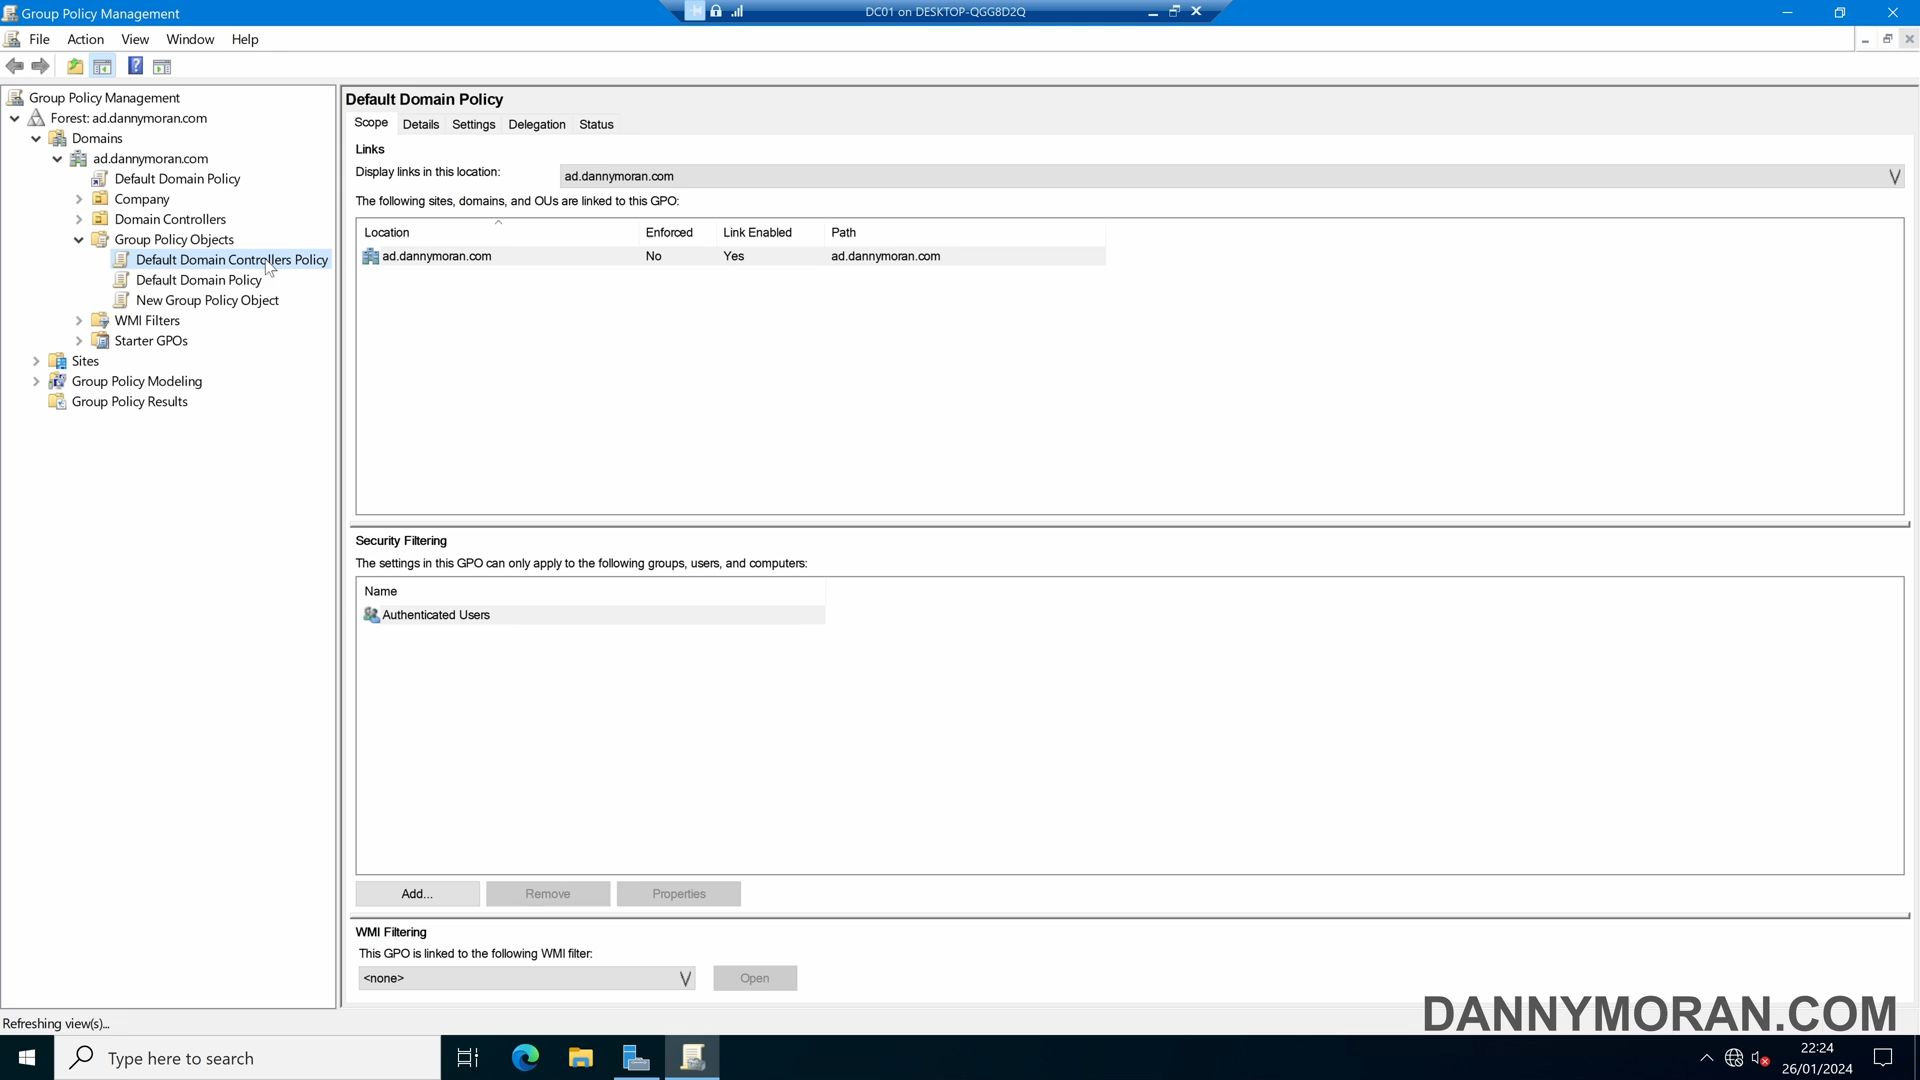 Group Policy Management
DC01 on DESKTOP-QGG8D2Q
File Action View Window Help
Group Policy Management
Forest: ad.dannymoran.com
Domains
ad.dannymoran.com
Default Domain Policy
Company
Domain Controllers
Group Policy Objects
Default Domain Controllers Policy
Default Domain Policy
New Group Policy Object
WMI Filters
Starter GPOs
Sites
Group Policy Modeling
Group Policy Results
Default Domain Policy
Scope Details Settings Delegation Status
Links
Display links in this location: ad.dannymoran.com
The following sites, domains, and OUs are linked to this GPO:
Location Enforced Link Enabled Path
ad.dannymoran.com No Yes ad.dannymoran.com
Security Filtering
The settings in this GPO can only apply to the following groups, users, and computers:
Name
Authenticated Users
Add... Remove Properties
WMI Filtering
This GPO is linked to the following WMI filter:
<none> Open
DANNYMORAN.COM
Refreshing view(s)...
Type here to search
22:24
26/01/2024